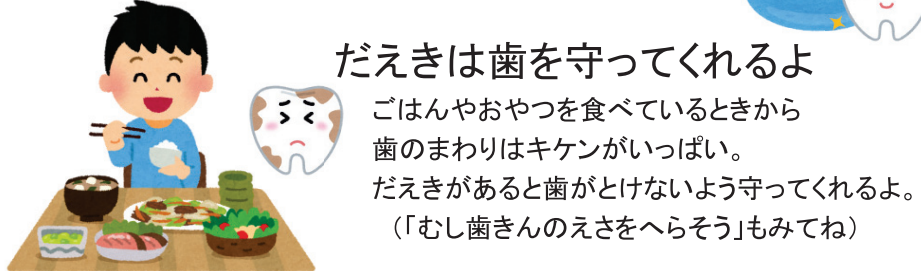 だえきは歯を守ってくれるよ
ごはんやおやつを食べているときから
歯のまわりはキケンがいっぱい。
だえきがあると歯がとけないよう守ってくれるよ。
（「むし歯きんのえさをへらそう」もみてね）